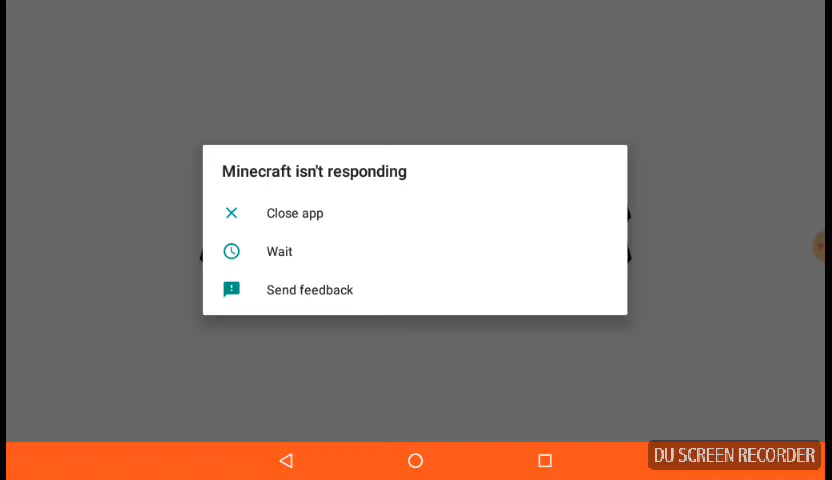 Minecraft isn't responding
Close app
Wait
Send feedback
DU SCREEN RECORDER